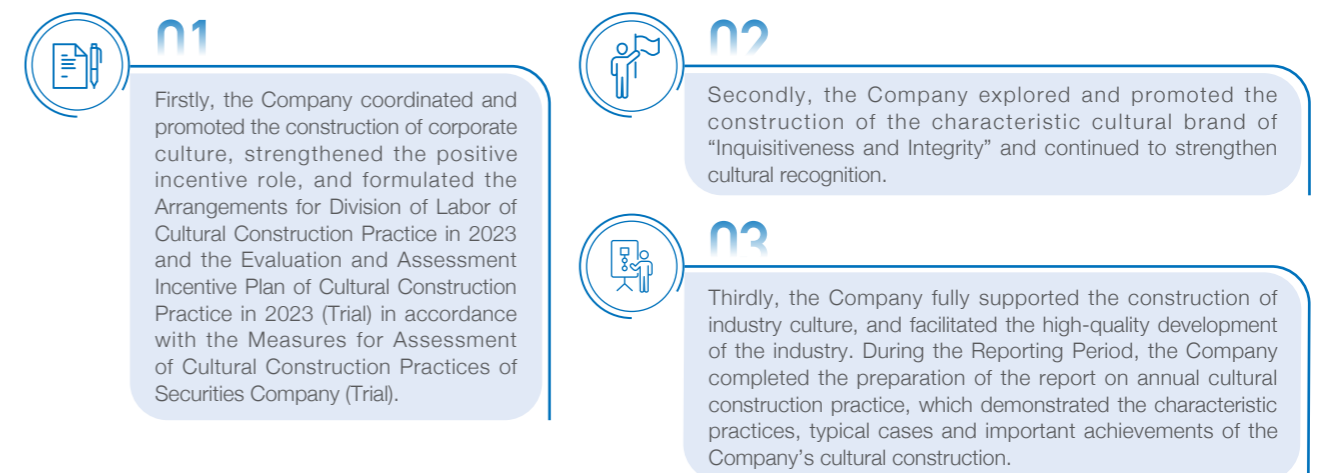 01
Firstly, the Company coordinated and
promoted the construction of corporate
culture, strengthened the positive
incentive role, and formulated the
Arrangements for Division of Labor of
Cultural Construction Practice in 2023
and the Evaluation and Assessment
Incentive Plan of Cultural Construction
Practice in 2023 (Trial) in accordance
with the Measures for Assessment
of Cultural Construction Practices of
Securities Company (Trial).
02
Secondly, the Company explored and promoted the
construction of the characteristic cultural brand of
“Inquisitiveness and Integrity” and continued to strengthen
cultural recognition.
03
Thirdly, the Company fully supported the construction of
industry culture, and facilitated the high-quality development
of the industry. During the Reporting Period, the Company
completed the preparation of the report on annual cultural
construction practice, which demonstrated the characteristic
practices, typical cases and important achievements of the
Company’s cultural construction.